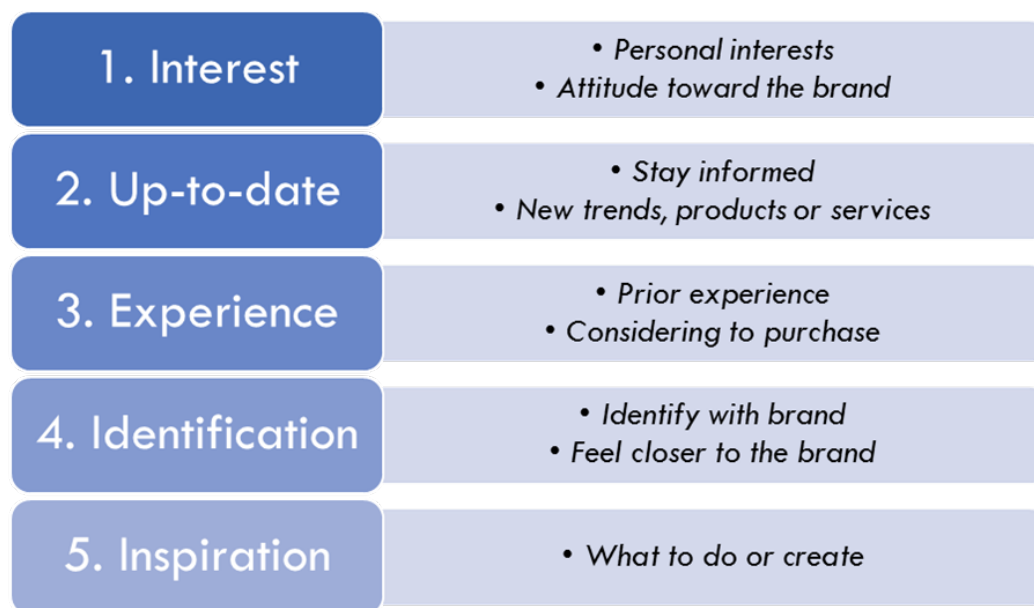 1. Interest
• Personal interests
• Attitude toward the brand
2. Up-to-date
• Stay informed
• New trends, products or services
3. Experience
• Prior experience
• Considering to purchase
4. Identification
• Identify with brand
• Feel closer to the brand
5. Inspiration
• What to do or create